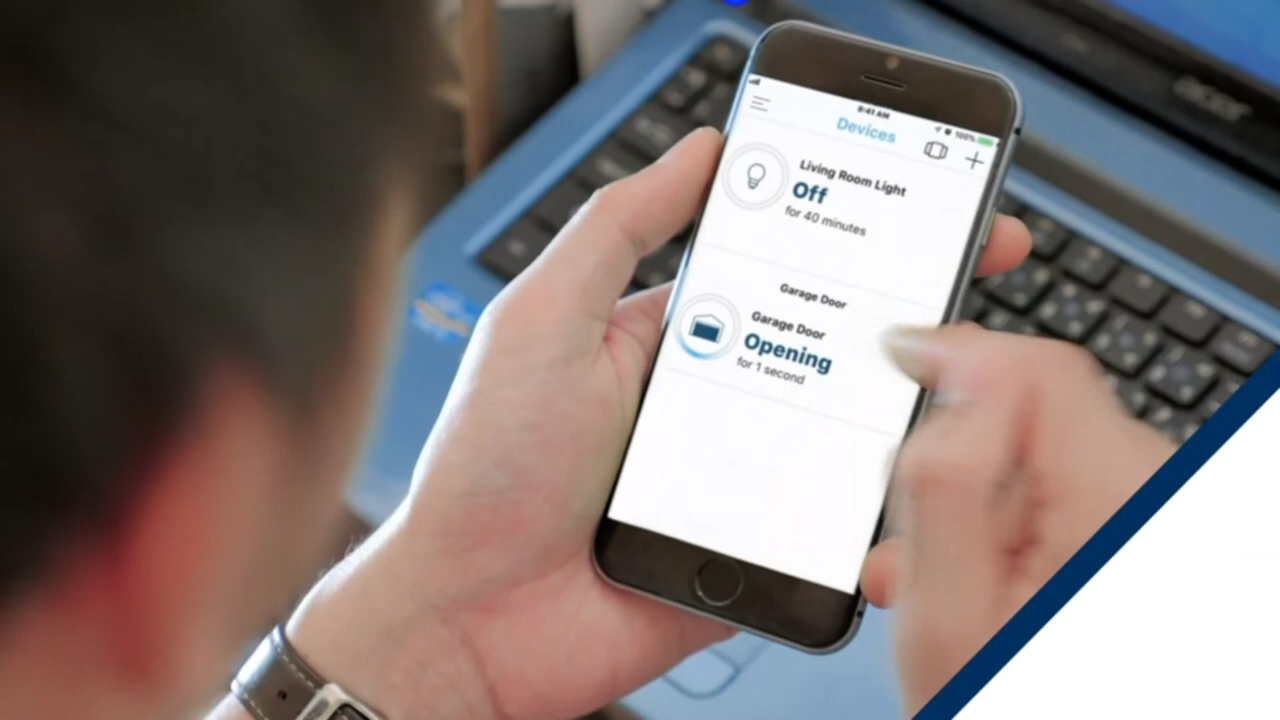 9:41 AM
100%
Devices
Living Room Light
Off
for 40 minutes
Garage Door
Garage Door
Opening
for 1 second
acer